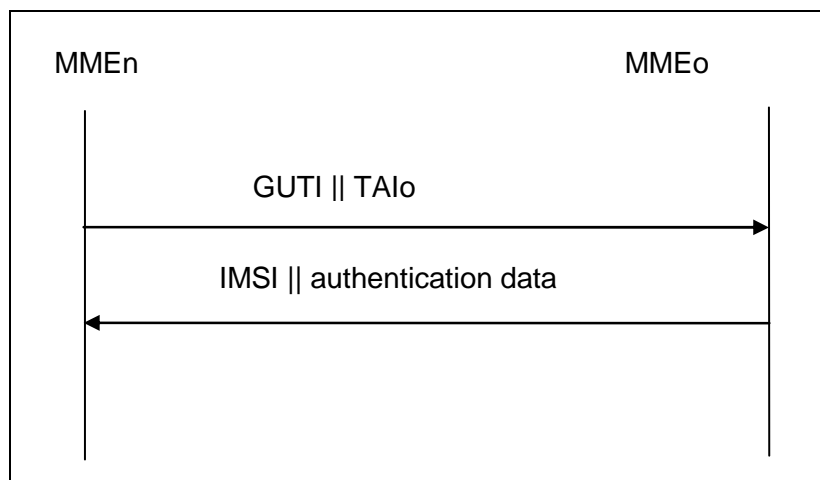 MMEn
MMEo
GUTI || TAIo
IMSI || authentication data